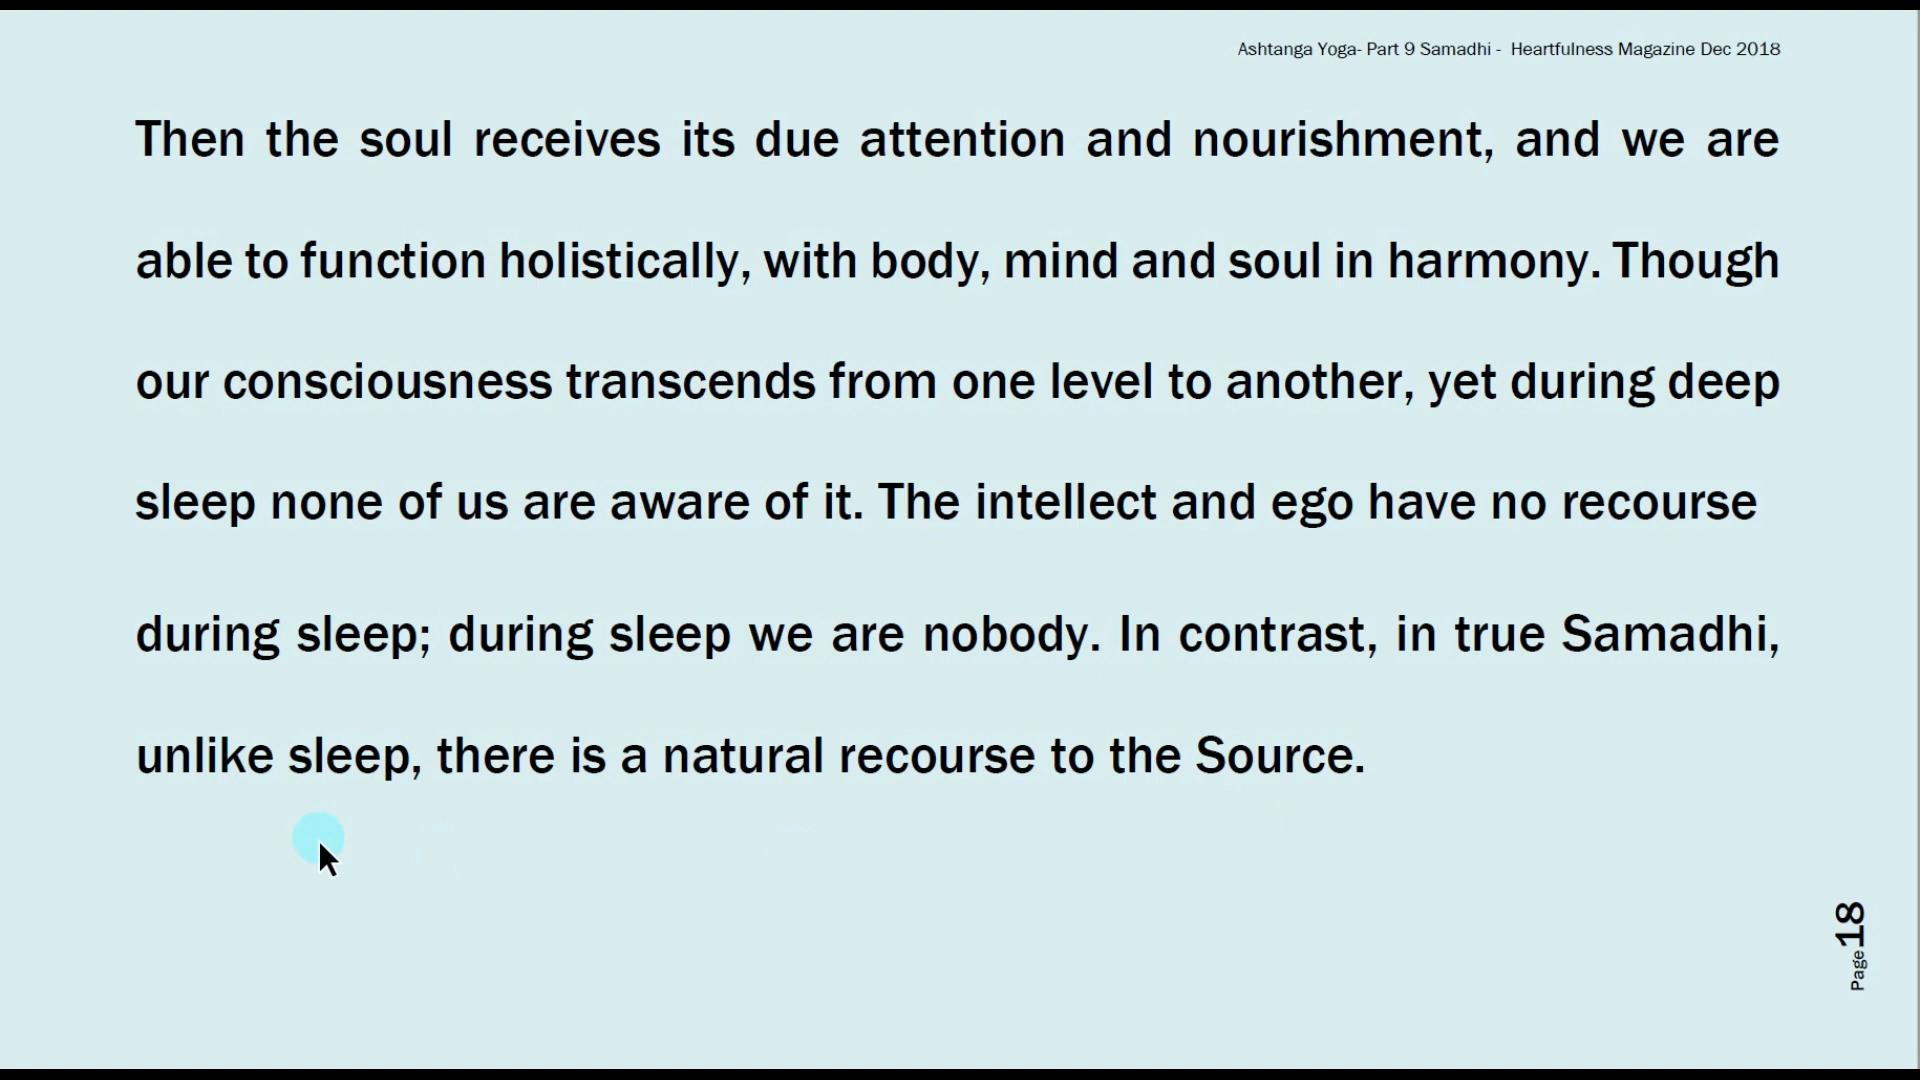 Ashtanga Yoga- Part 9 Samadhi - Heartfulness Magazine Dec 2018
Then the soul receives its due attention and nourishment, and we are
able to function holistically, with body, mind and soul in harmony. Though
our consciousness transcends from one level to another, yet during deep
sleep none of us are aware of it. The intellect and ego have no recourse
during sleep; during sleep we are nobody. In contrast, in true Samadhi,
unlike sleep, there is a natural recourse to the Source.
Page 18